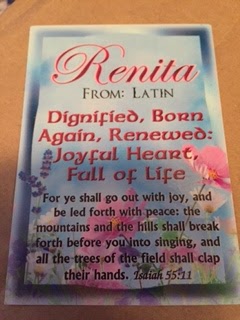 Renita
FROM: LATIN
Dignified, Born
Again, Renewed:
Joyful Heart,
Full of Life
For ye shall go out with joy, and
be led forth with peace: the
mountains and the hills shall break
forth before you into singing, and
all the trees of the field shall clap
their hands. Isaiah 55:11